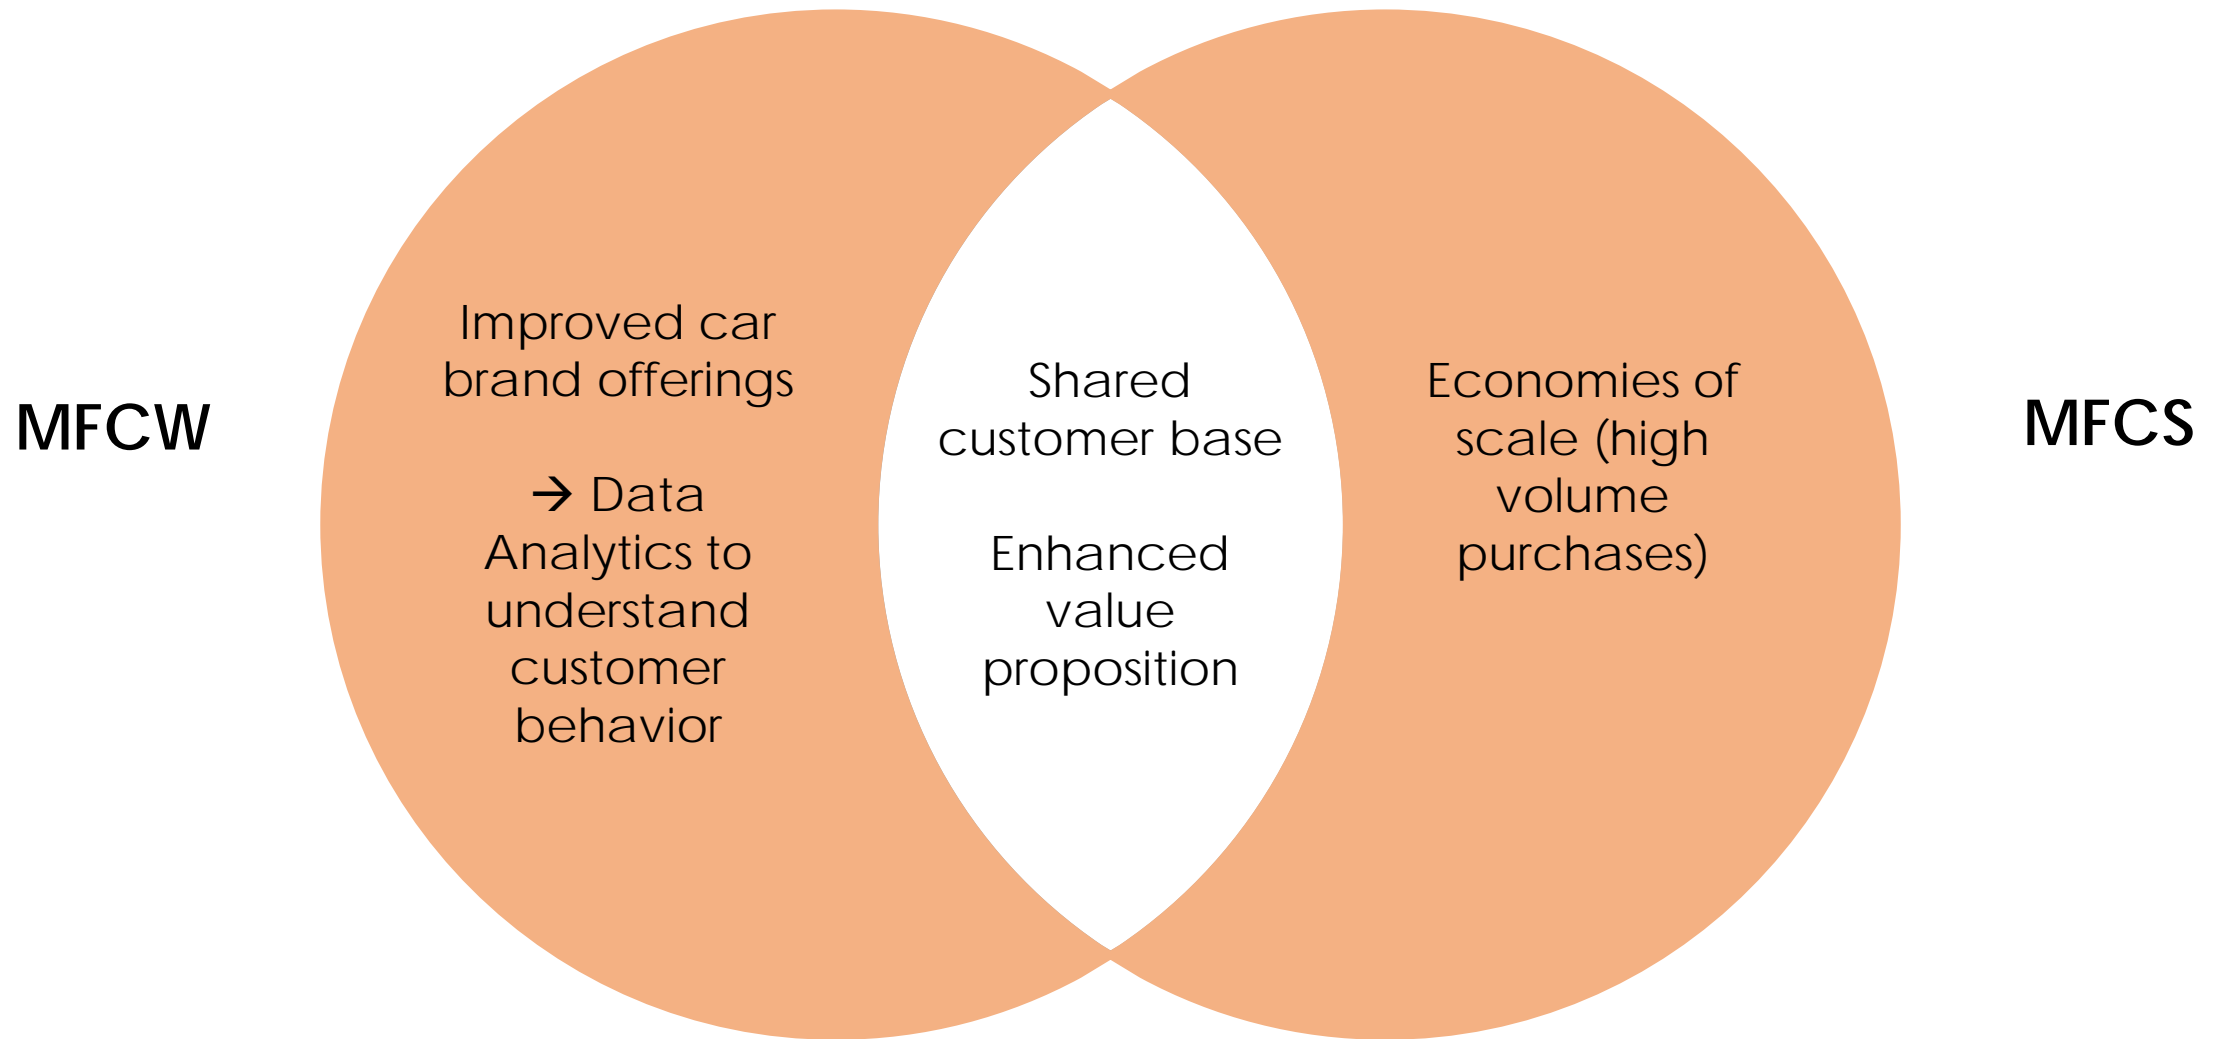 MFCW
Improved car
brand offerings
→ Data
Analytics to
understand
customer
behavior
Shared
customer base
Enhanced
value
proposition
Economies of
scale (high
volume
purchases)
MFCS